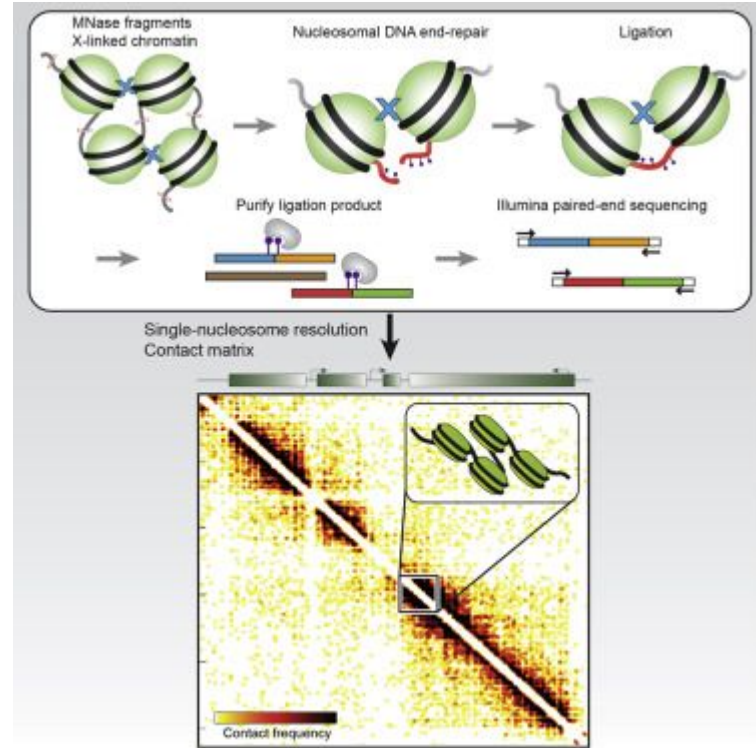 MNase fragments
X-linked chromatin
Nucleosomal DNA end-repair
Ligation
Purify ligation product
Illumina paired-end sequencing
Single-nucleosome resolution
Contact matrix
Contact frequency